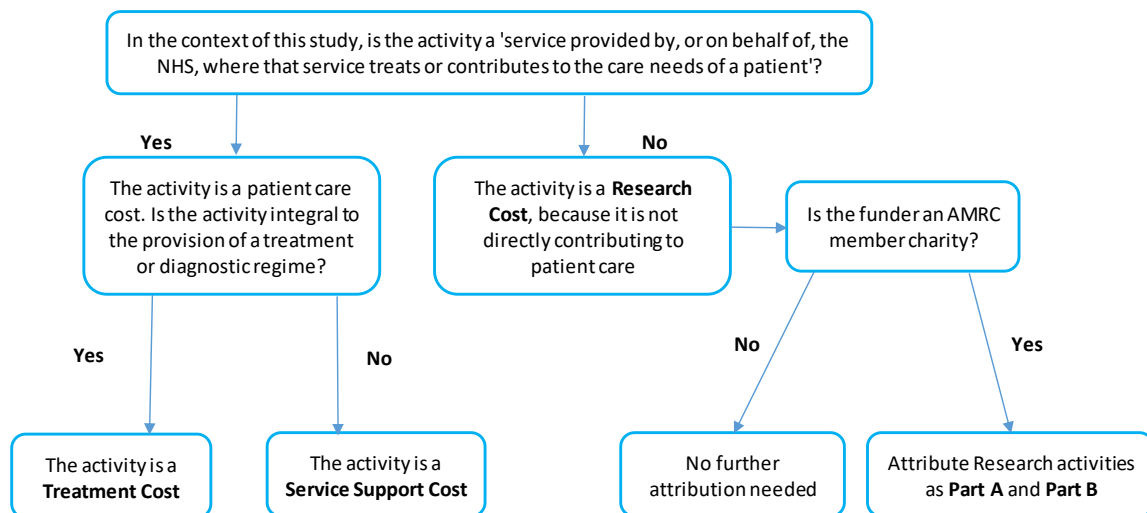 In the context of this study, is the activity a 'service provided by, or on behalf of, the
NHS, where that service treats or contributes to the care needs of a patient'?
Yes
No
The activity is a patient care
cost. Is the activity integral to
the provision of a treatment
or diagnostic regime?
The activity is a Research
Cost, because it is not
directly contributing to
patient care
Is the funder an AMRC
member charity?
Yes
No
No
Yes
The activity is a
Treatment Cost
The activity is a
Service Support Cost
No further
attribution needed
Attribute Research activities
as Part A and Part B